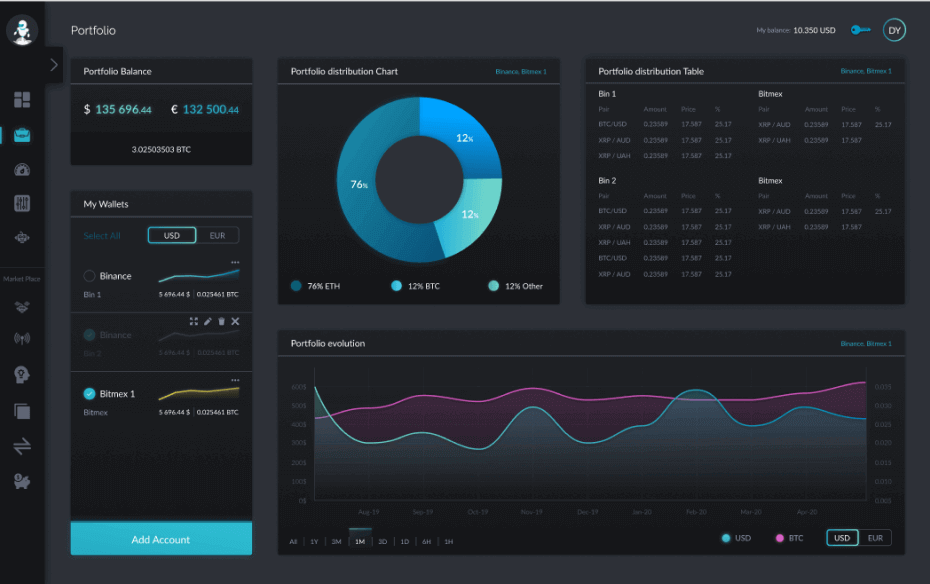 Portfolio
My balance: 10.350 USD
DY
Market Place
Portfolio Balance
$ 135 696.44 € 132 500.44
3.02503503 BTC
My Wallets
Select All USD EUR
Binance
Bin 1 5 696.44 $ 0.025461 BTC
Binance
Bin 2 5 696.44 $ 0.025461 BTC
Bitmex 1
Bitmex 5 696.44 $ 0.025461 BTC
Add Account
Portfolio distribution Chart Binance, Bitmex 1
12%
76%
12%
76% ETH 12% BTC 12% Other
Portfolio distribution Table Binance, Bitmex 1
Bin 1 Bitmex
Pair Amount Price % Pair Amount Price %
BTC/USD 0.23589 17.587 25.17 XRP / AUD 0.23589 17.587 25.17
XRP / AUD 0.23589 17.587 25.17 XRP / UAH 0.23589 17.587
XRP / UAH 0.23589 17.587 25.17
Bin 2 Bitmex
Pair Amount Price % Pair Amount Price %
BTC/USD 0.23589 17.587 25.17 XRP / AUD 0.23589 17.587 25.17
XRP / AUD 0.23589 17.587 25.17 XRP / UAH 0.23589 17.587
XRP / UAH 0.23589 17.587 25.17
BTC/USD 0.23589 17.587 25.17
XRP / AUD 0.23589 17.587 25.17
Portfolio evolution Binance, Bitmex 1
600$ 0.035
500$ 0.030
400$ 0.025
300$ 0.020
200$ 0.015
100$ 0.010
0$ 0.005
Aug-19 Sep-19 Oct-19 Nov-19 Dec-19 Jan-20 Feb-20 Mar-20 Apr-20
All 1Y 3M 1M 3D 1D 6H 1H
USD BTC USD EUR